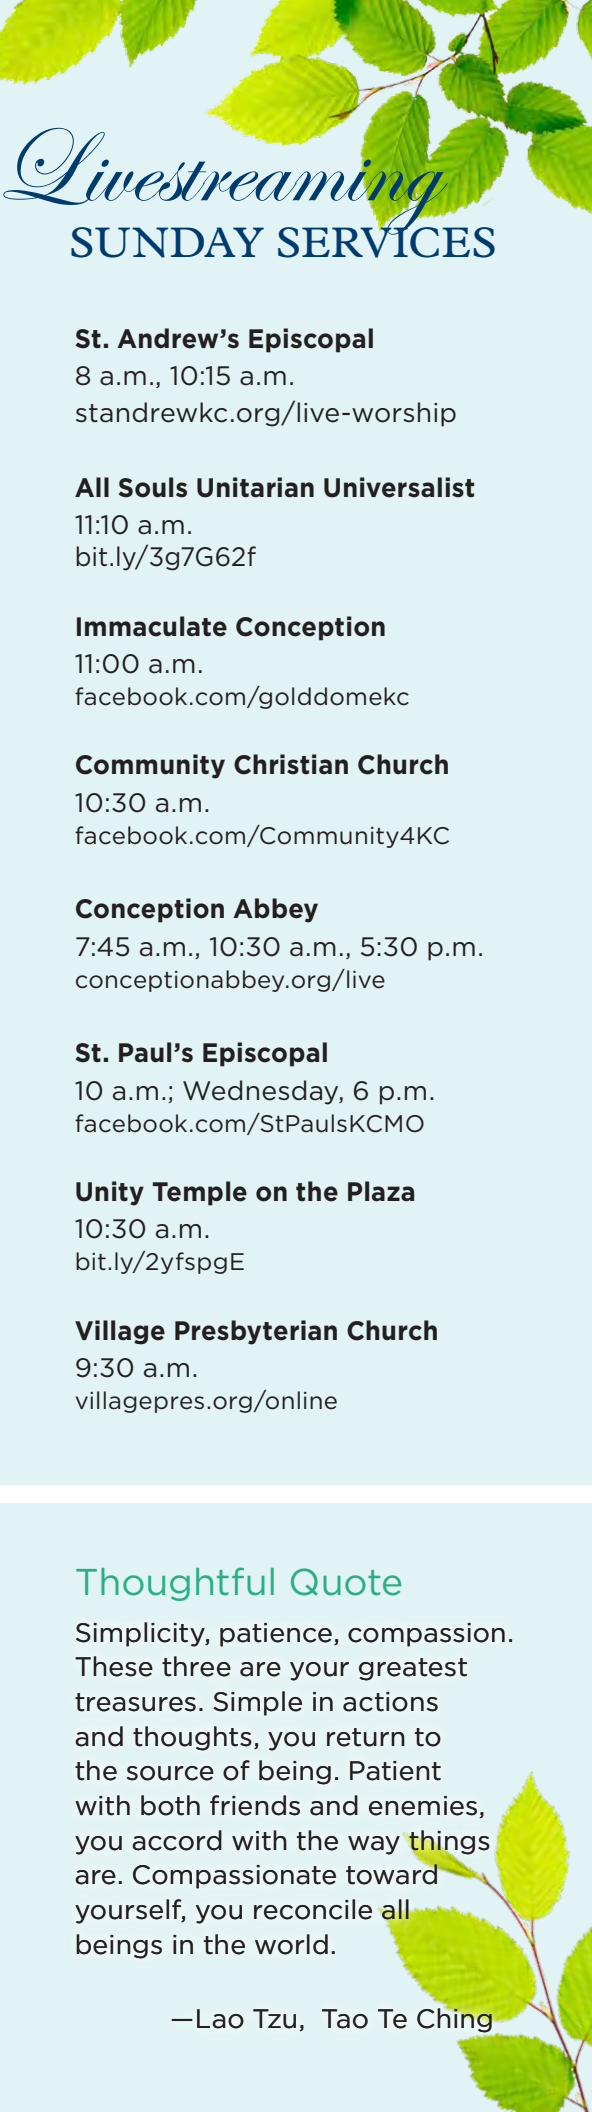 Livestreaming
SUNDAY SERVICES
St. Andrew’s Episcopal
8 a.m., 10:15 a.m.
standrewkc.org/live-worship
All Souls Unitarian Universalist
11:10 a.m.
bit.ly/3g7G62f
Immaculate Conception
11:00 a.m.
facebook.com/golddomekc
Community Christian Church
10:30 a.m.
facebook.com/Community4KC
Conception Abbey
7:45 a.m., 10:30 a.m., 5:30 p.m.
conceptionabbey.org/live
St. Paul’s Episcopal
10 a.m.; Wednesday, 6 p.m.
facebook.com/StPaulsKCMO
Unity Temple on the Plaza
10:30 a.m.
bit.ly/2yfspgE
Village Presbyterian Church
9:30 a.m.
villagepres.org/online
Thoughtful Quote
Simplicity, patience, compassion.
These three are your greatest
treasures. Simple in actions
and thoughts, you return to
the source of being. Patient
with both friends and enemies,
you accord with the way things
are. Compassionate toward
yourself, you reconcile all
beings in the world.
—Lao Tzu,  Tao Te Ching